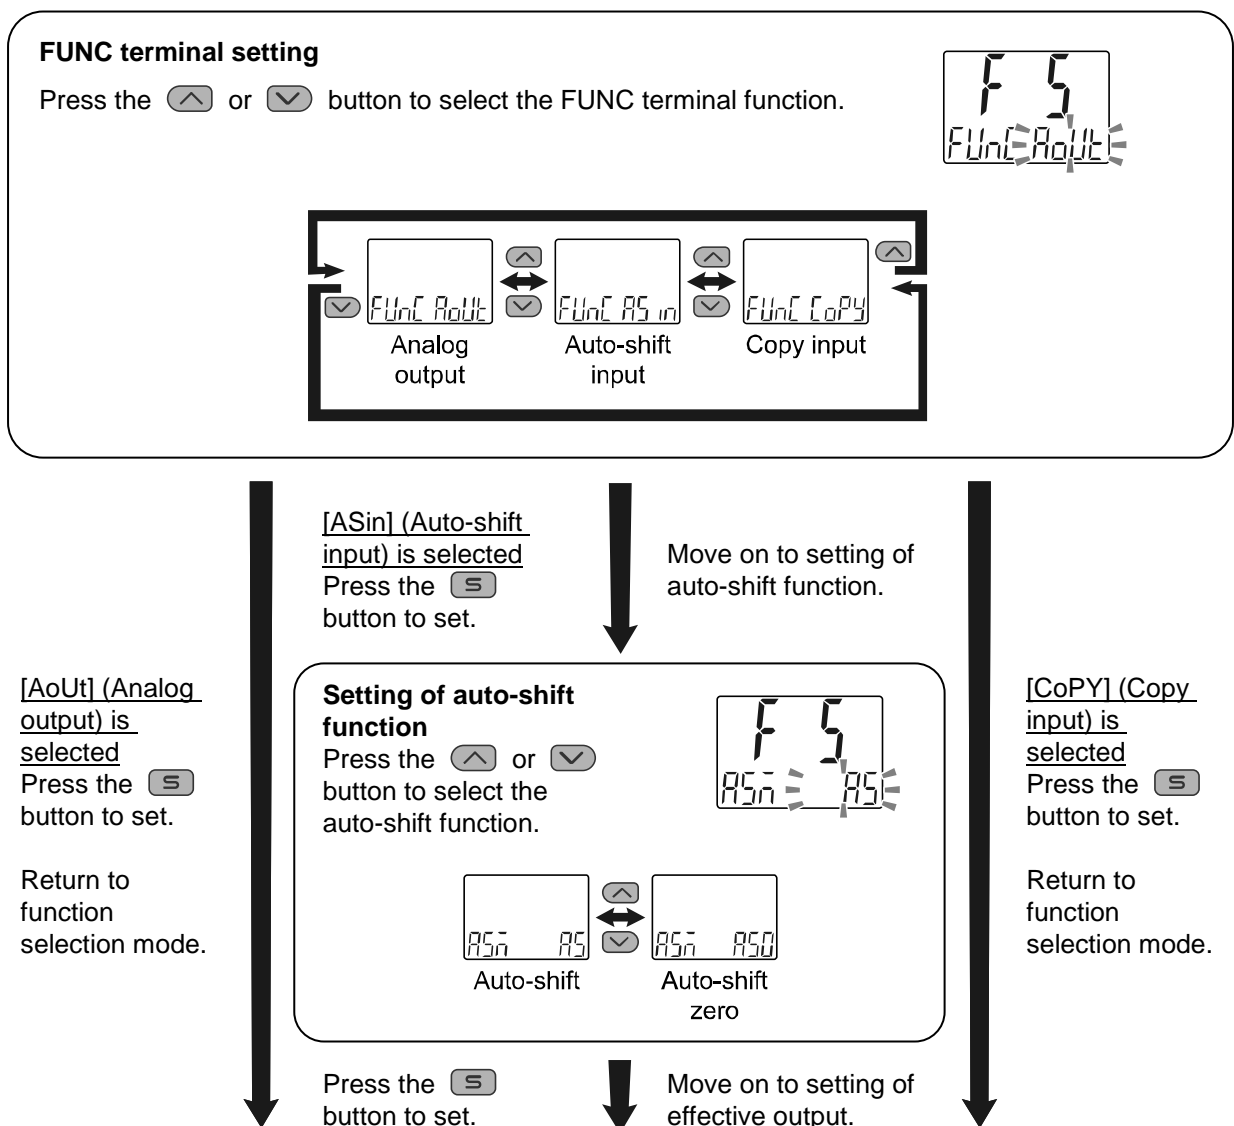 FUNC terminal setting
Press the or button to select the FUNC terminal function.
F 5
FUnC AoUt
FUnC AoUt
FUnC AS in
FUnC CoPY
Analog
output
Auto-shift
input
Copy input
[ASin] (Auto-shift
input) is selected
Press the S
button to set.
Move on to setting of
auto-shift function.
[AoUt] (Analog
output) is
selected
Press the S
button to set.
Return to
function
selection mode.
Setting of auto-shift
function
Press the or
button to select the
auto-shift function.
F 5
ASm AS
ASm AS
ASm AS0
Auto-shift
Auto-shift
zero
[CoPY] (Copy
input) is
selected
Press the S
button to set.
Return to
function
selection mode.
Press the S
button to set.
Move on to setting of
effective output.